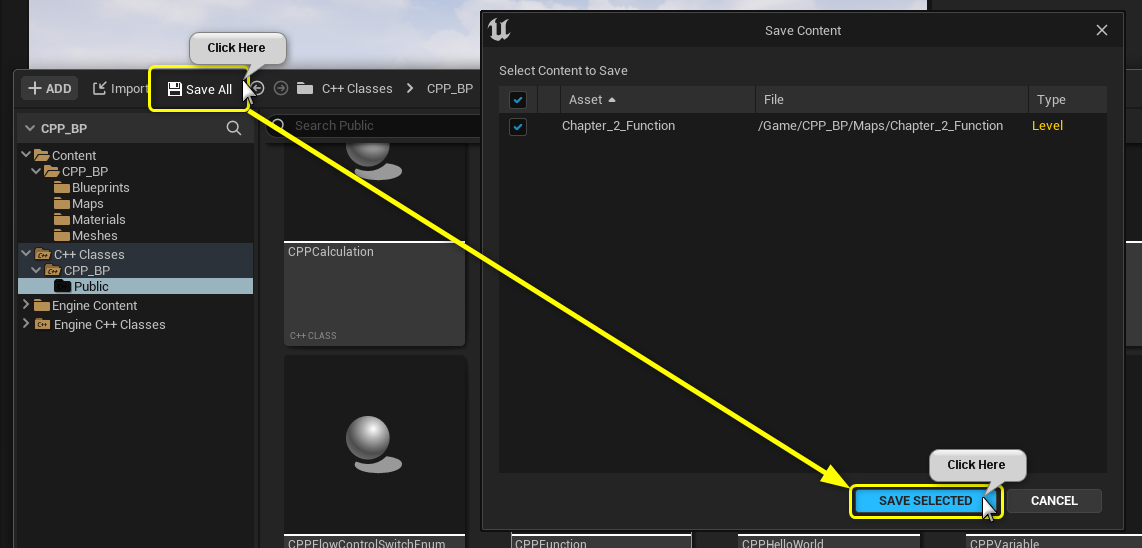 Click Here
ADD
Import
Save All
C++ Classes
CPP_BP
CPP_BP
Search Public
Content
CPP_BP
Blueprints
Maps
Materials
Meshes
C++ Classes
CPP_BP
Public
Engine Content
Engine C++ Classes
CPPCalculation
C++ CLASS
CPPFlowControlSwitchEnum
CPPFunction
CPPHelloWorld
CPPVariable
Save Content
Select Content to Save
Asset File Type
Chapter_2_Function /Game/CPP_BP/Maps/Chapter_2_Function Level
Click Here
SAVE SELECTED
CANCEL